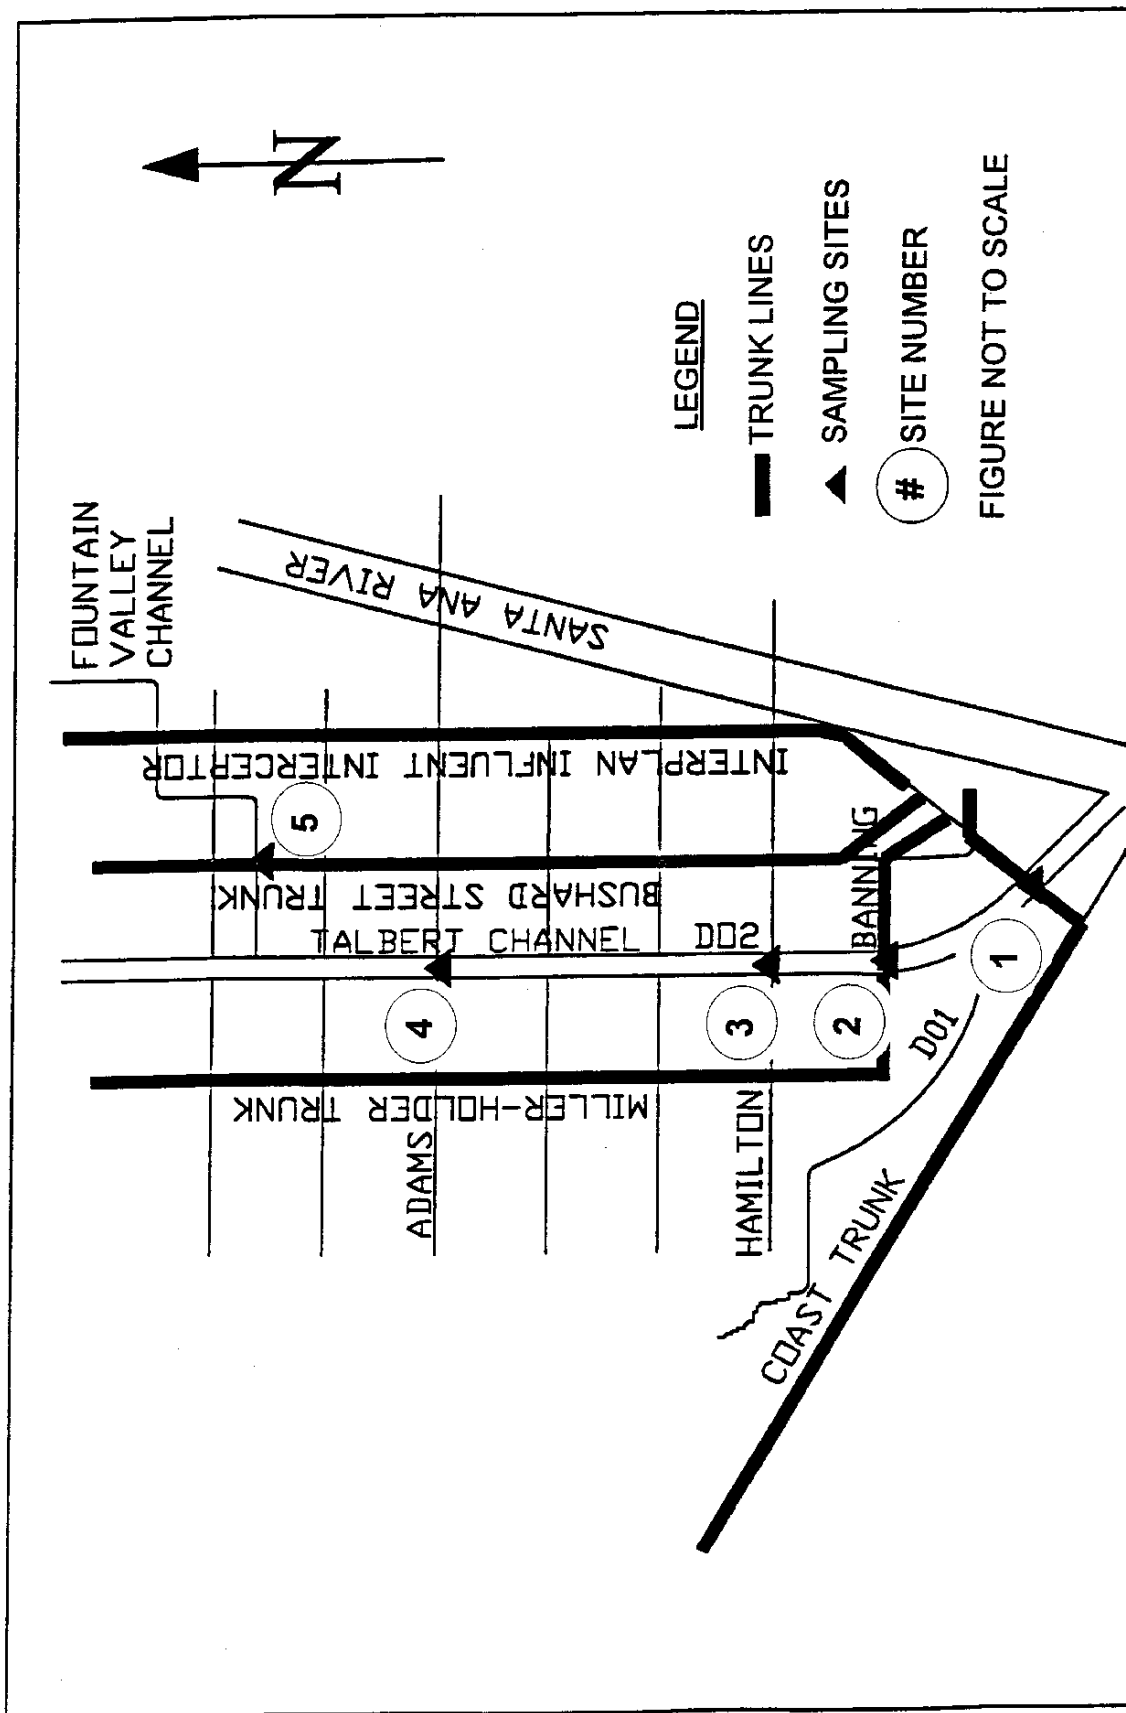 N
FOUNTAIN
VALLEY
CHANNEL
SANTA ANA RIVER
INTERPLAN INFLUENT INTERCEPTOR
5
BUSHARD STREET TRUNK
TALBERT CHANNEL
D02
BANNING
4
3
2
1
D01
MILLER-HOLDER TRUNK
ADAMS
HAMILTON
COAST TRUNK
LEGEND
TRUNK LINES
SAMPLING SITES
# SITE NUMBER
FIGURE NOT TO SCALE